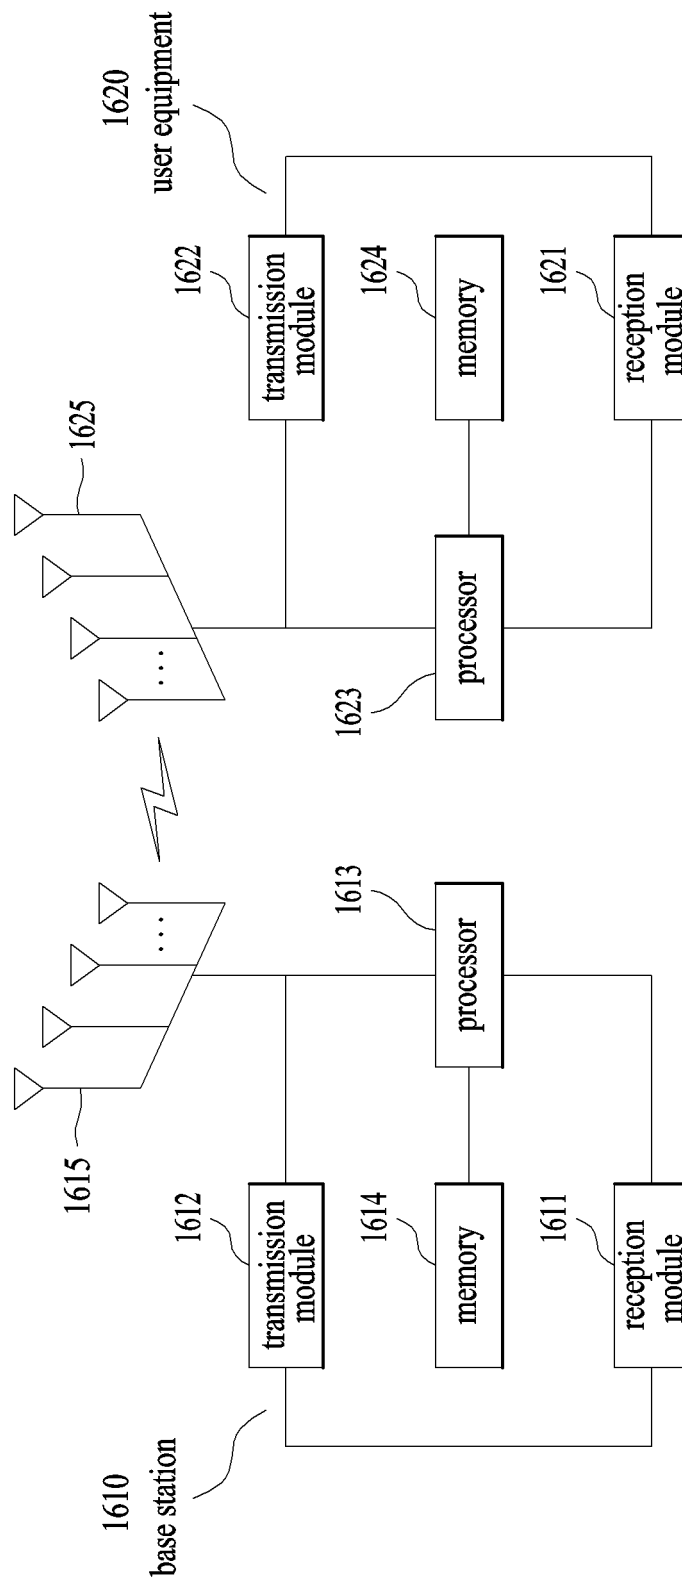 1610
base station
1615
1612
transmission
module
1614
memory
1611
reception
module
1613
processor
. . .
1620
user equipment
1625
. . .
1622
transmission
module
1624
memory
1621
reception
module
1623
processor